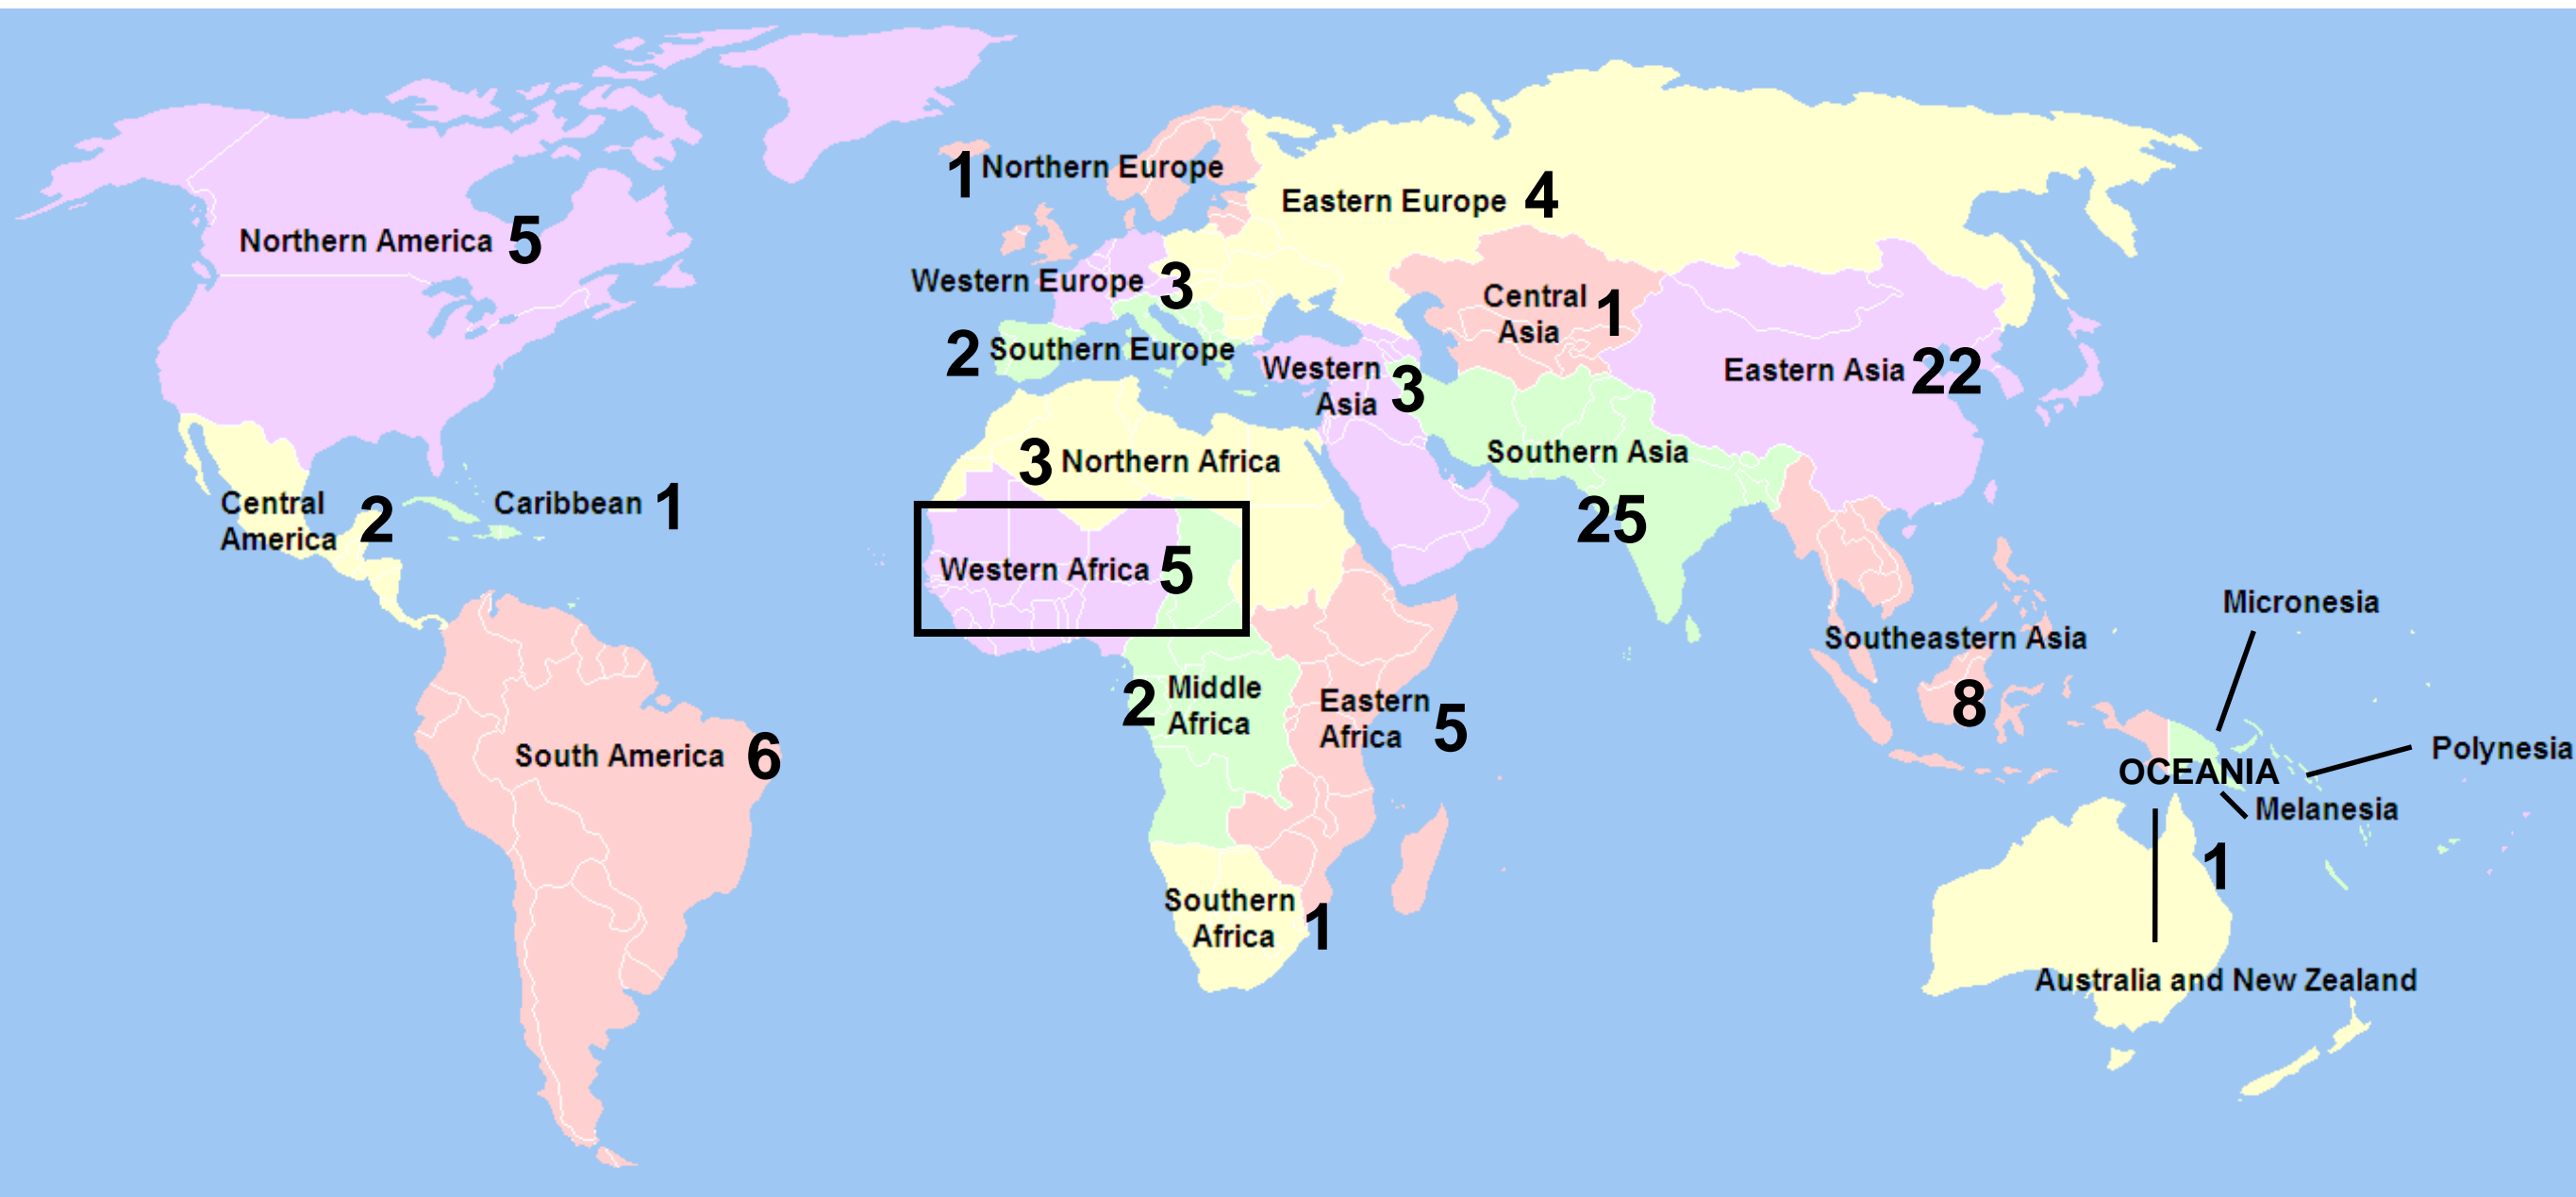 1 Northern Europe
Eastern Europe 4
Northern America 5
Western Europe 3
Central
Asia 1
2 Southern Europe
Western
Asia 3
Eastern Asia 22
3 Northern Africa
Southern Asia
25
Central
America 2
Caribbean 1
Western Africa 5
Micronesia
Southeastern Asia
8
2 Middle
Africa
Eastern
Africa 5
South America 6
Polynesia
OCEANIA
Melanesia
1
Southern
Africa 1
Australia and New Zealand